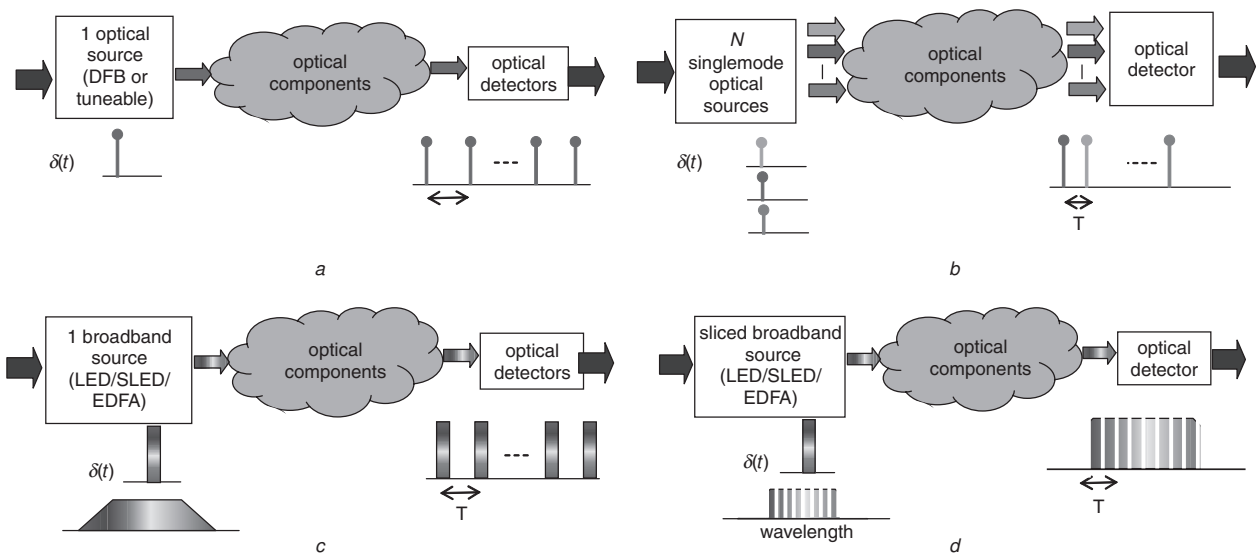 1 optical
source
(DFB or
tuneable)
optical
components
optical
detectors
δ(t)
a
N
singlemode
optical
sources
optical
components
optical
detector
δ(t)
T
b
1 broadband
source
(LED/SLED/
EDFA)
optical
components
optical
detectors
δ(t)
T
c
sliced broadband
source
(LED/SLED/
EDFA)
optical
components
optical
detector
δ(t)
T
wavelength
d